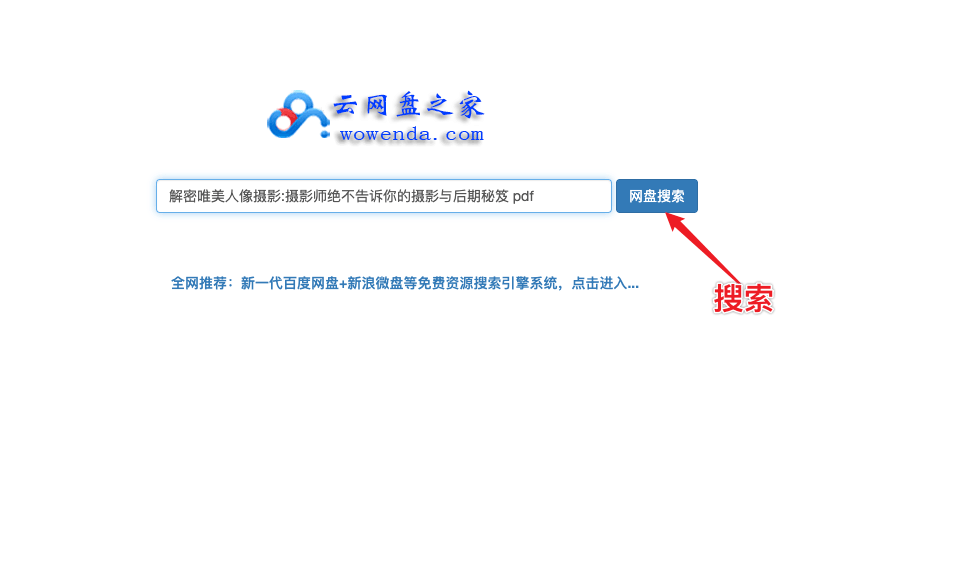 云网盘之家
wowenda.com
解密唯美人像摄影:摄影师绝不告诉你的摄影与后期秘笈 pdf
网盘搜索
全网推荐：新一代百度网盘+新浪微盘等免费资源搜索引擎系统，点击进入...
搜索